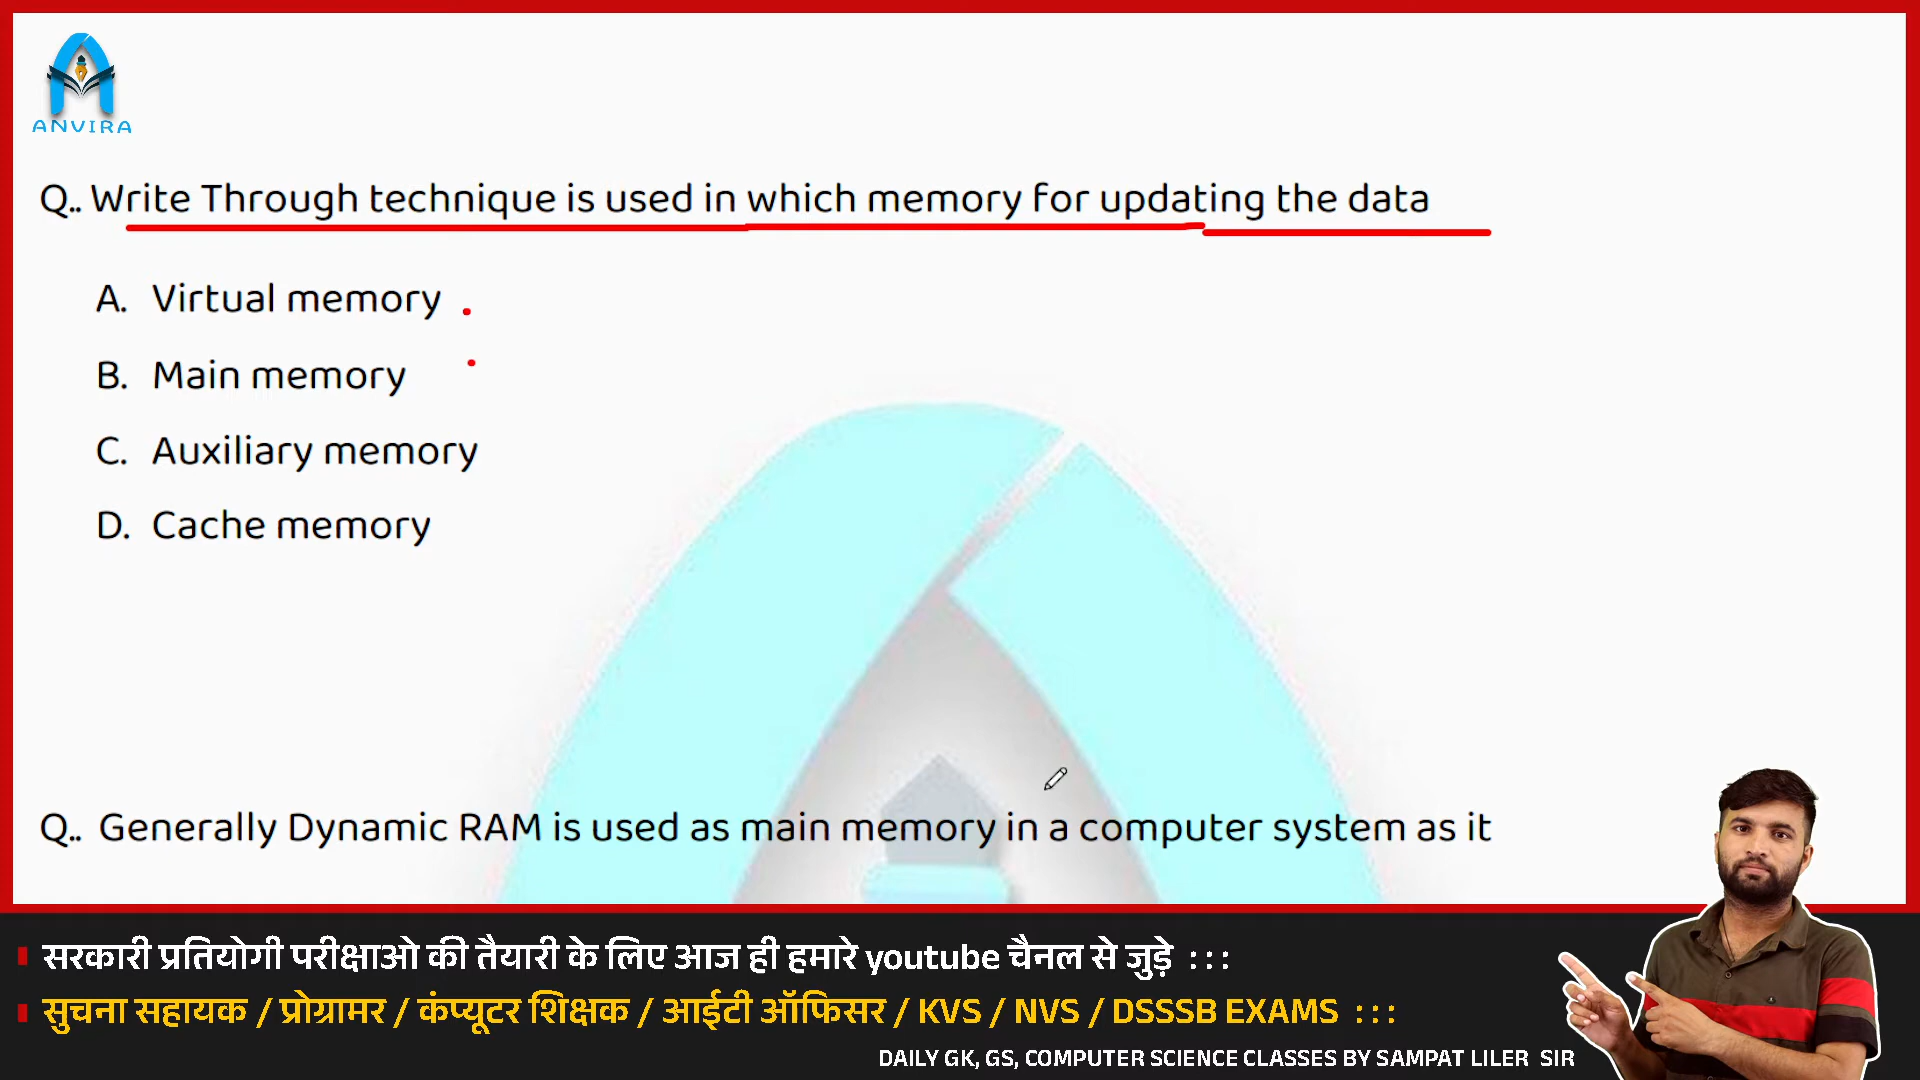 ANVIRA
Q.. Write Through technique is used in which memory for updating the data
A. Virtual memory
B. Main memory
C. Auxiliary memory
D. Cache memory
Q.. Generally Dynamic RAM is used as main memory in a computer system as it
सरकारी प्रतियोगी परीक्षाओ की तैयारी के लिए आज ही हमारे youtube चैनल से जुड़े :::
सुचना सहायक / प्रोग्रामर / कंप्यूटर शिक्षक / आईटी ऑफिसर / KVS / NVS / DSSSB EXAMS :::
DAILY GK, GS, COMPUTER SCIENCE CLASSES BY SAMPAT LILER SIR